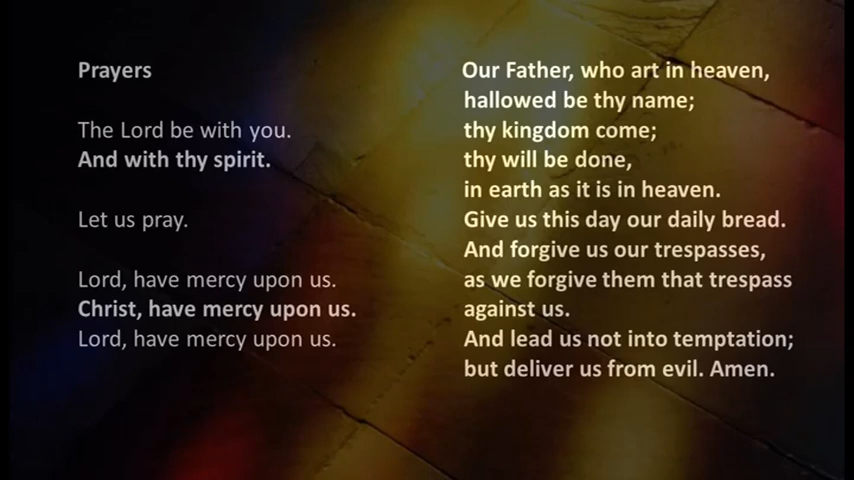 Prayers
The Lord be with you.
And with thy spirit.
Let us pray.
Lord, have mercy upon us.
Christ, have mercy upon us.
Lord, have mercy upon us.
Our Father, who art in heaven,
hallowed be thy name;
thy kingdom come;
thy will be done,
in earth as it is in heaven.
Give us this day our daily bread.
And forgive us our trespasses,
as we forgive them that trespass
against us.
And lead us not into temptation;
but deliver us from evil. Amen.